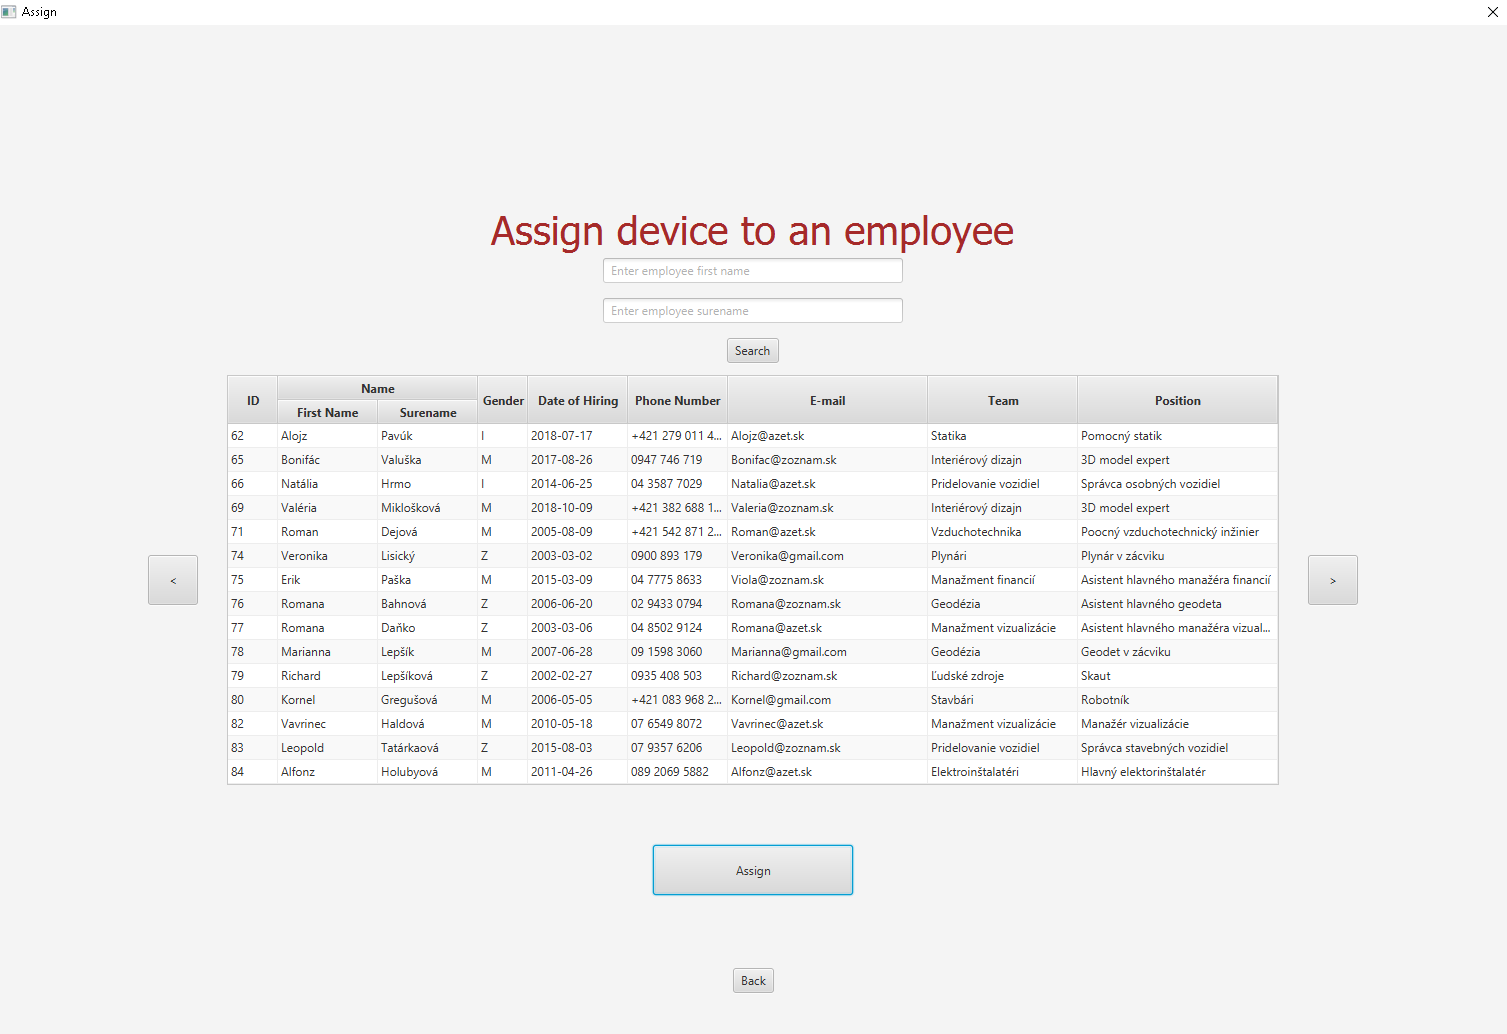 Assign
Assign device to an employee
Enter employee first name
Enter employee surename
Search
ID Name Gender Date of Hiring Phone Number E-mail Team Position
First Name Surename
62 Alojz Pavúk I 2018-07-17 +421 279 011 4... Alojz@azet.sk Statika Pomocný statik
65 Bonifác Valuška M 2017-08-26 0947 746 719 Bonifac@zoznam.sk Interiérový dizajn 3D model expert
66 Natália Hrmo I 2014-06-25 04 3587 7029 Natalia@azet.sk Pridelovanie vozidiel Správca osobných vozidiel
69 Valéria Miklošková M 2018-10-09 +421 382 688 1... Valeria@zoznam.sk Interiérový dizajn 3D model expert
71 Roman Dejová M 2005-08-09 +421 542 871 2... Roman@azet.sk Vzduchotechnika Poocný vzduchotechnický inžinier
74 Veronika Lisický Z 2003-03-02 0900 893 179 Veronika@gmail.com Plynári Plynár v zácviku
75 Erik Paška M 2015-03-09 04 7775 8633 Viola@zoznam.sk Manažment financií Asistent hlavného manažéra financií
76 Romana Bahnová Z 2006-06-20 02 9433 0794 Romana@zoznam.sk Geodézia Asistent hlavného geodeta
77 Romana Daňko Z 2003-03-06 04 8502 9124 Romana@azet.sk Manažment vizualizácie Asistent hlavného manažéra vizual...
78 Marianna Lepšík M 2007-06-28 09 1598 3060 Marianna@gmail.com Geodézia Geodet v zácviku
79 Richard Lepšíková Z 2002-02-27 0935 408 503 Richard@zoznam.sk Ľudské zdroje Skaut
80 Kornel Gregušová M 2006-05-05 +421 083 968 2... Kornel@gmail.com Stavbári Robotník
82 Vavrinec Haldová M 2010-05-18 07 6549 8072 Vavrinec@azet.sk Manažment vizualizácie Manažér vizualizácie
83 Leopold Tatárkaová Z 2015-08-03 07 9357 6206 Leopold@zoznam.sk Pridelovanie vozidiel Správca stavebných vozidiel
84 Alfonz Holubyová M 2011-04-26 089 2069 5882 Alfonz@azet.sk Elektroinštalatéri Hlavný elektorinštalatér
< >
Assign
Back